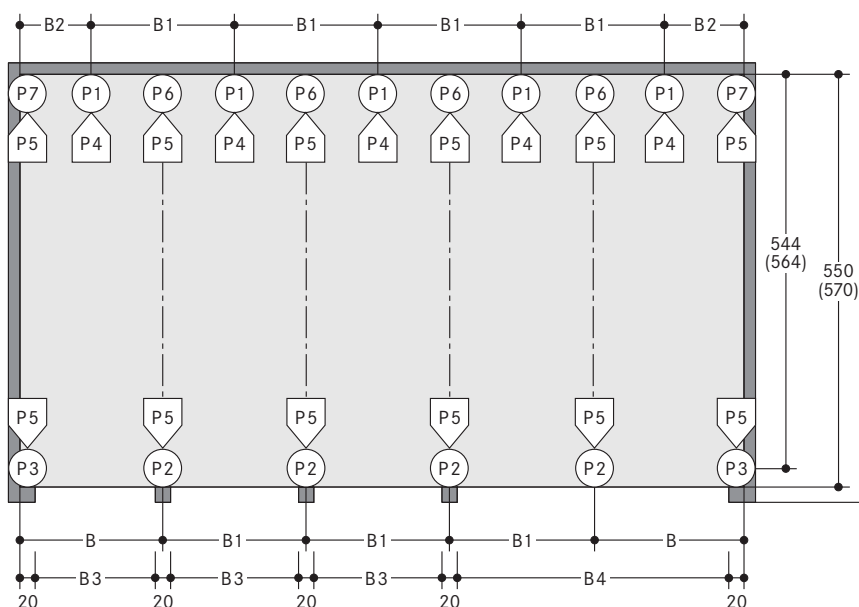 B2 B1 B1 B1 B1 B2
P7 P1 P6 P1 P6 P1 P6 P1 P6 P1 P7
P5 P4 P5 P4 P5 P4 P5 P4 P5 P4 P5
544
(564)
550
(570)
P5 P5 P5 P5 P5 P5
P3 P2 P2 P2 P2 P3
B B1 B1 B1 B
B3 B3 B3 B4
20 20 20 20 20